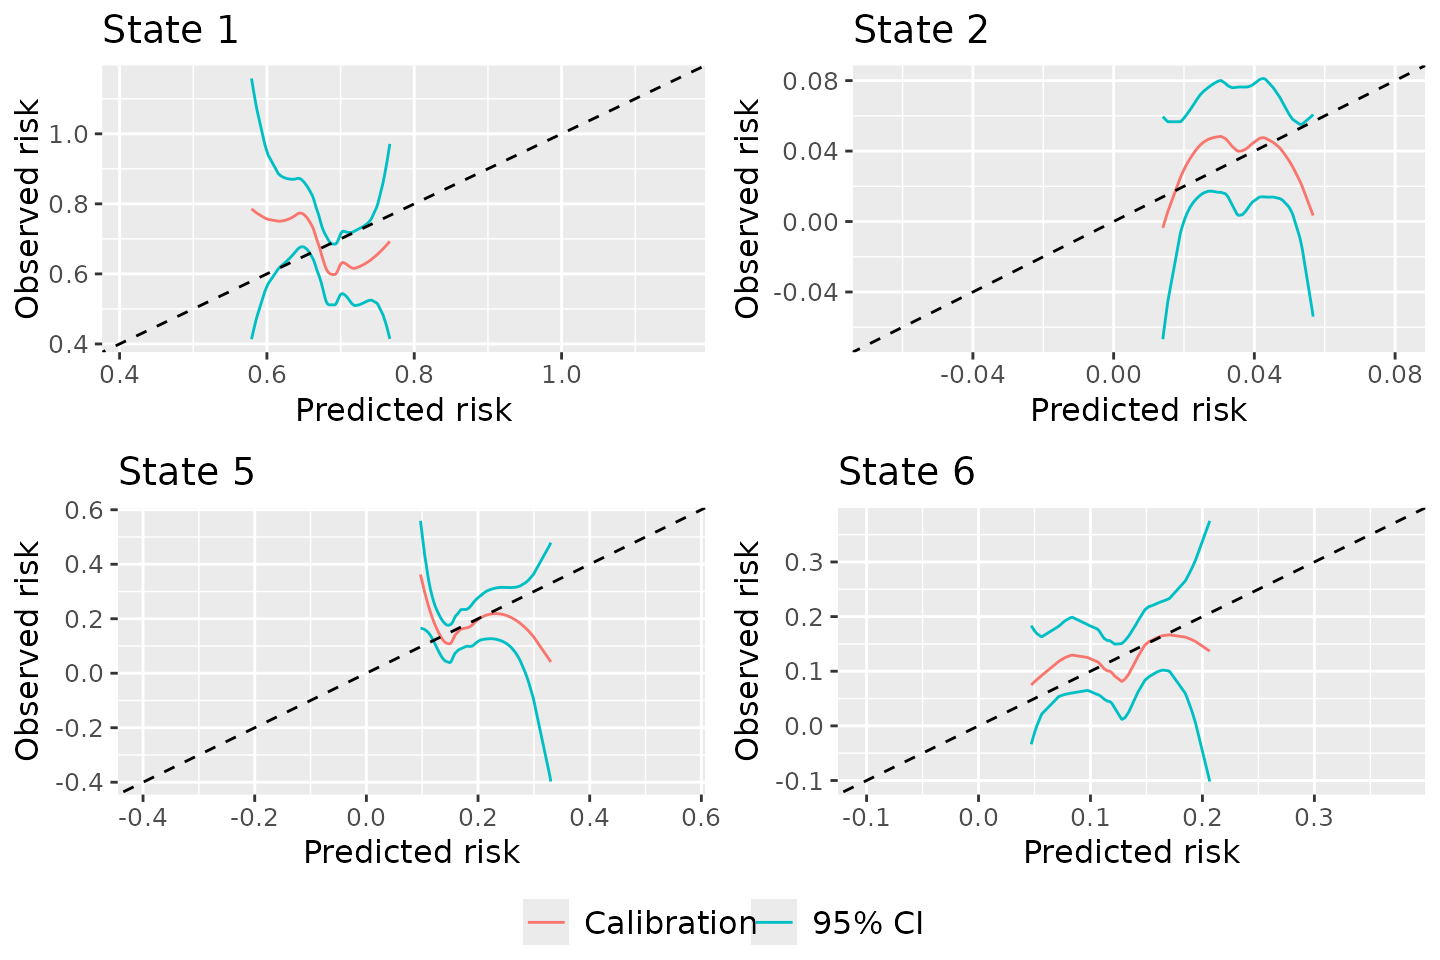 State 1
Observed risk
1.0
0.8
0.6
0.4
0.4 0.6 0.8 1.0
Predicted risk
State 2
Observed risk
0.08
0.04
0.00
-0.04
-0.04 0.00 0.04 0.08
Predicted risk
State 5
Observed risk
0.6
0.4
0.2
0.0
-0.2
-0.4
-0.4 -0.2 0.0 0.2 0.4 0.6
Predicted risk
State 6
Observed risk
0.3
0.2
0.1
0.0
-0.1
-0.1 0.0 0.1 0.2 0.3
Predicted risk
Calibration 95% CI